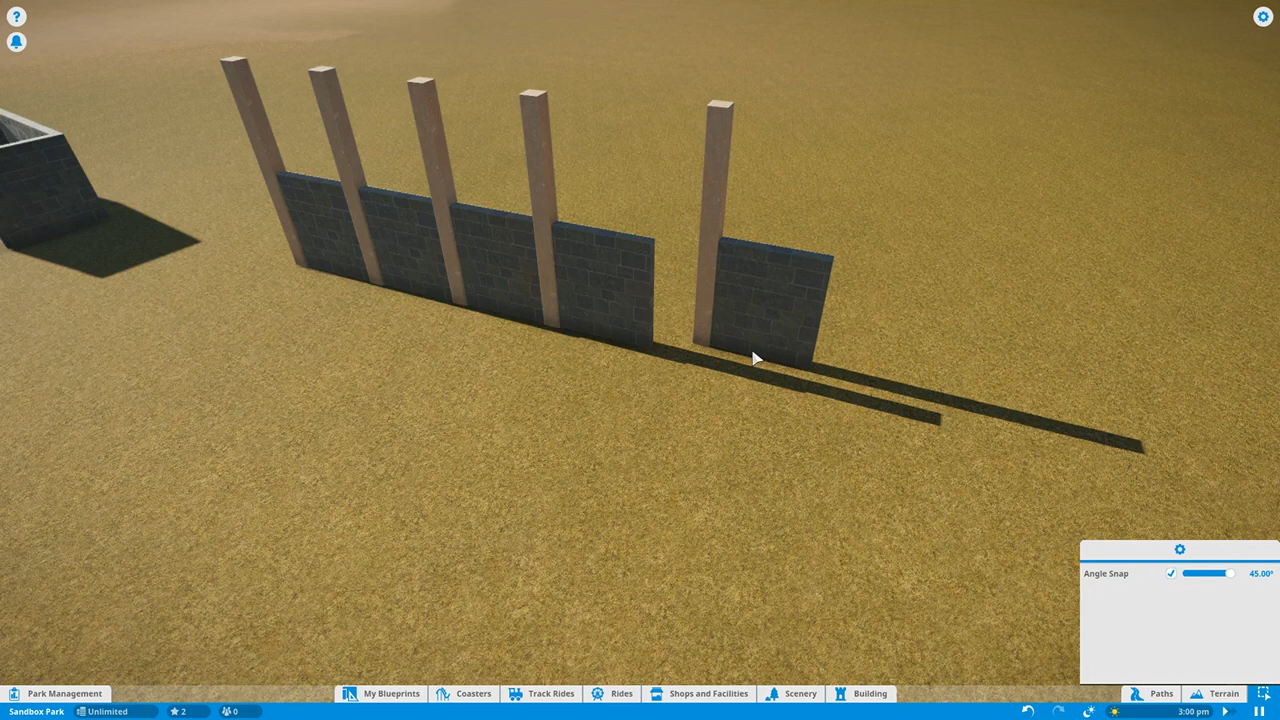 ?
Angle Snap 45.00°
Park Management My Blueprints Coasters Track Rides Rides Shops and Facilities Scenery Building Paths Terrain
Sandbox Park Unlimited 2 0 3:00 pm